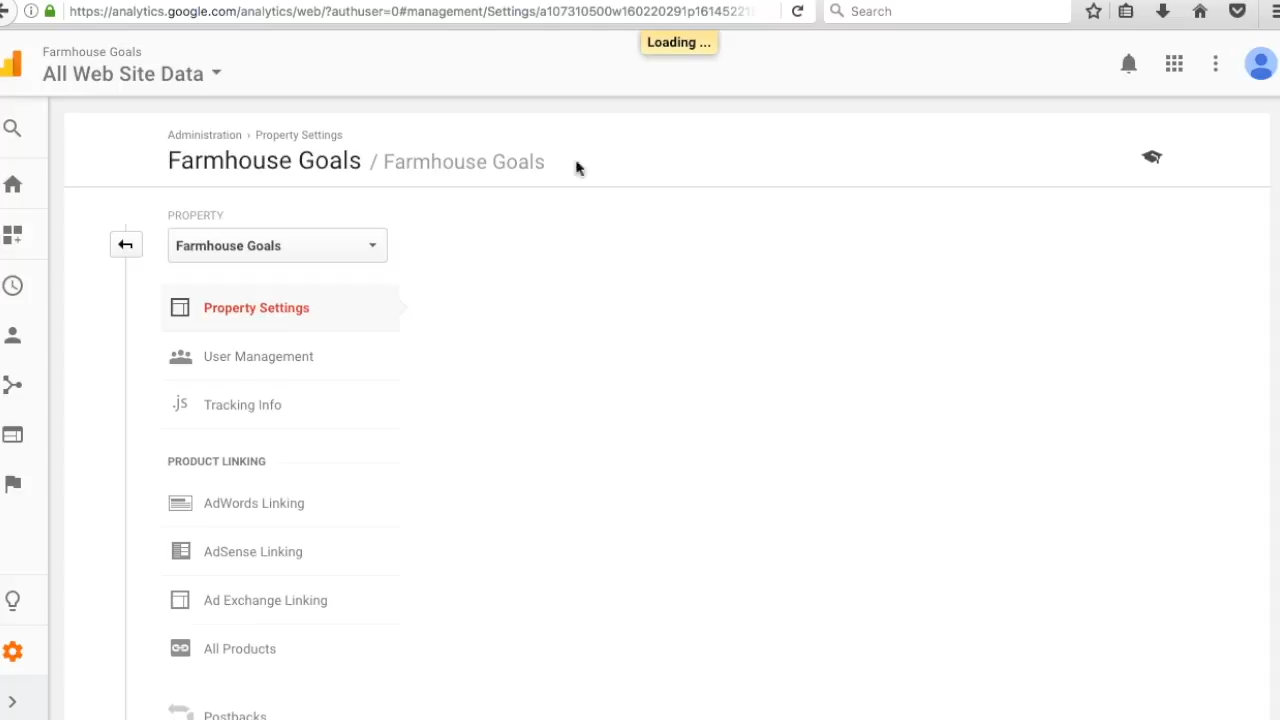 https://analytics.google.com/analytics/web/?authuser=0#management/Settings/a107310500w160220291p16145221
Search
Loading ...
Farmhouse Goals
All Web Site Data
Administration › Property Settings
Farmhouse Goals / Farmhouse Goals
PROPERTY
Farmhouse Goals
Property Settings
User Management
.js Tracking Info
PRODUCT LINKING
AdWords Linking
AdSense Linking
Ad Exchange Linking
All Products
Postbacks